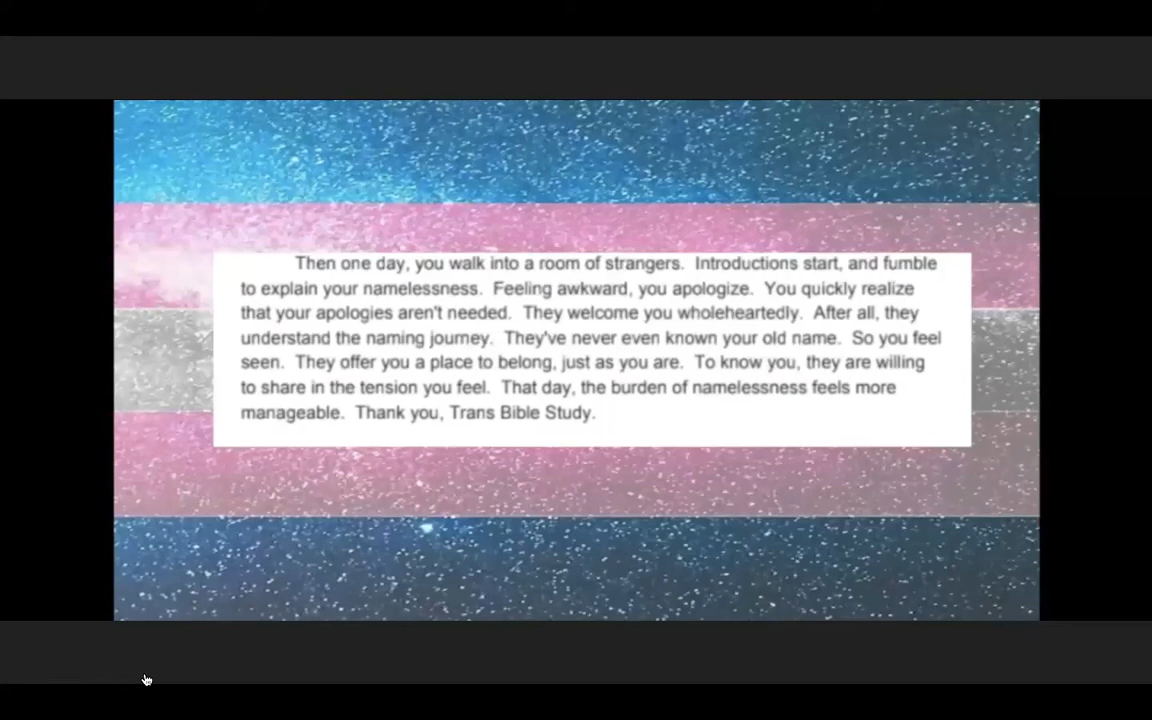 Then one day, you walk into a room of strangers. Introductions start, and fumble
to explain your namelessness. Feeling awkward, you apologize. You quickly realize
that your apologies aren't needed. They welcome you wholeheartedly. After all, they
understand the naming journey. They've never even known your old name. So you feel
seen. They offer you a place to belong, just as you are. To know you, they are willing
to share in the tension you feel. That day, the burden of namelessness feels more
manageable. Thank you, Trans Bible Study.